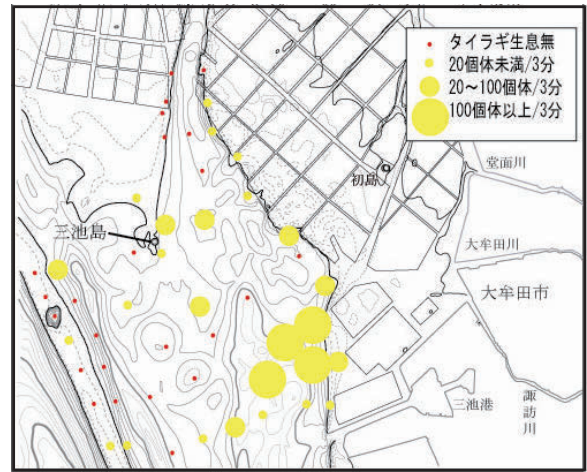 タイラギ生息無
20個体未満/3分
20～100個体/3分
100個体以上/3分
堂面川
初島
三池島
大牟田川
大牟田市
三池港
諏訪川